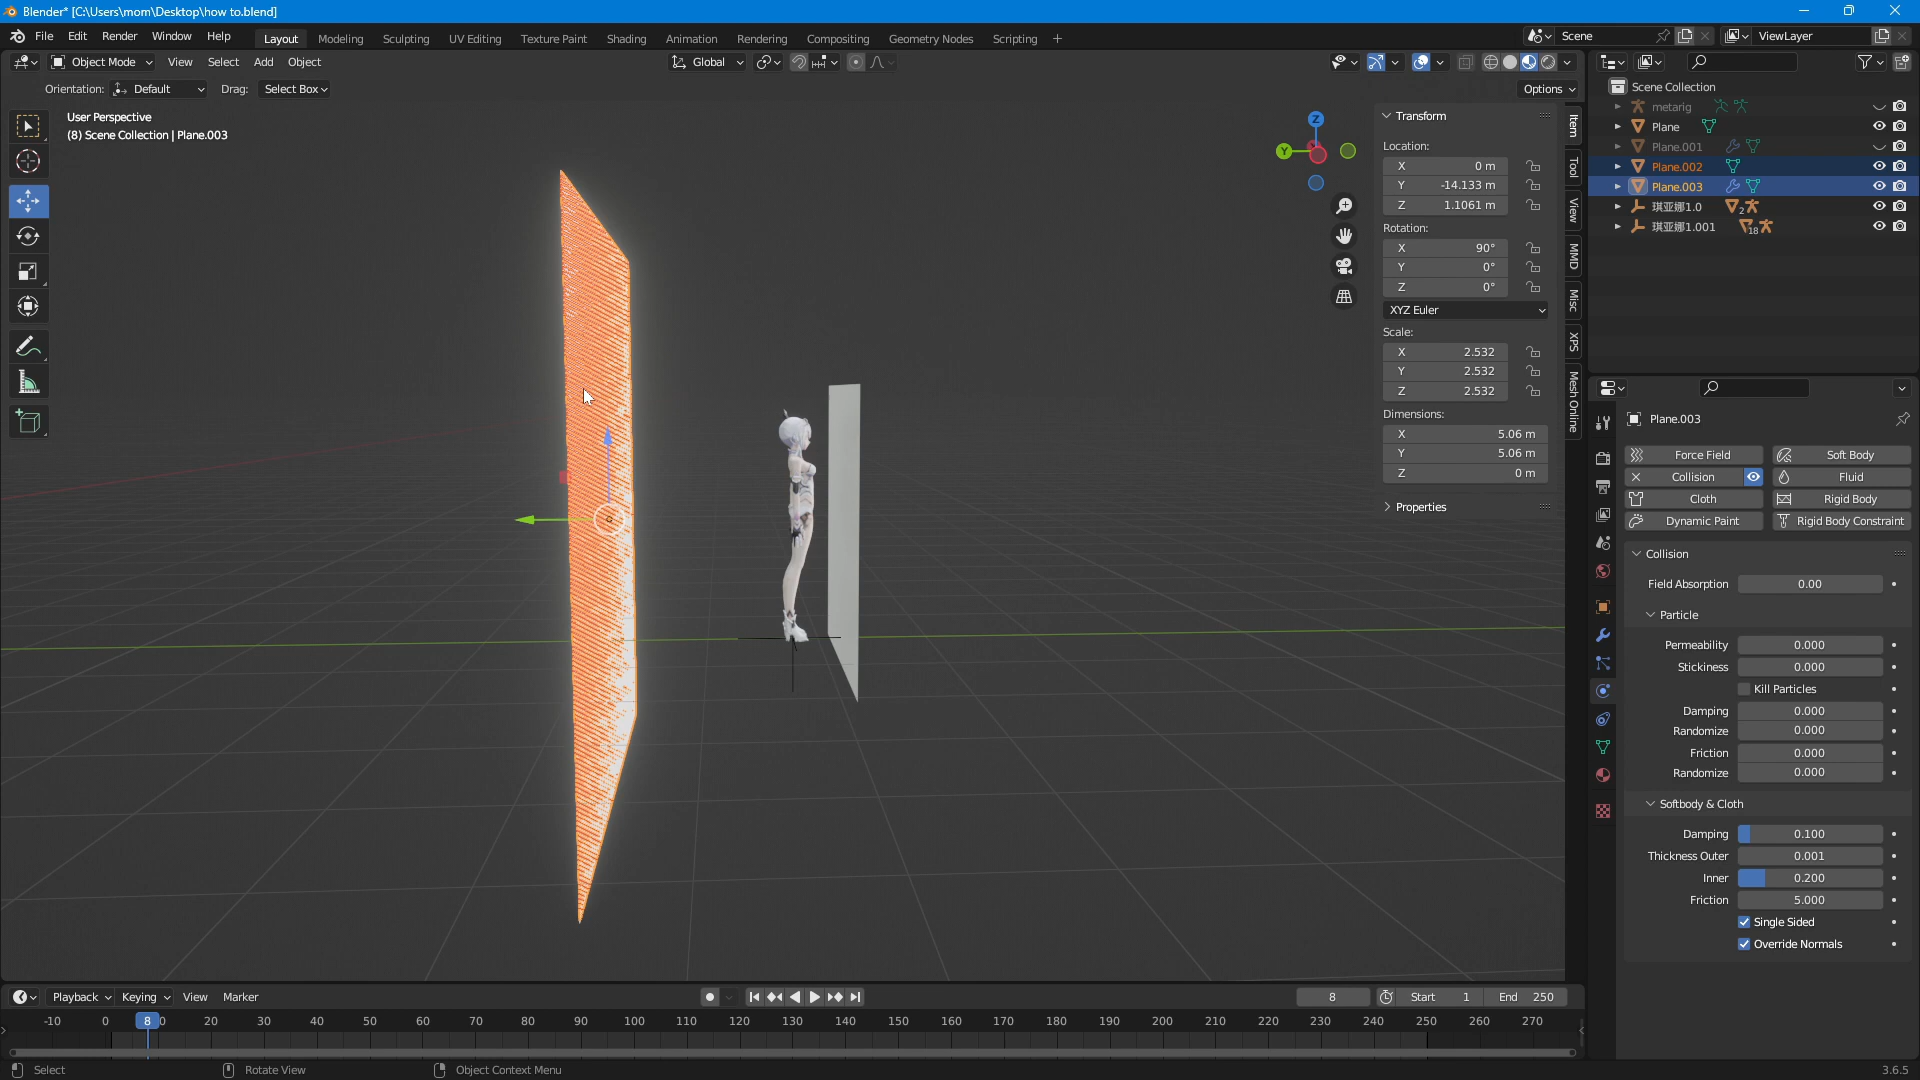 Blender* [C:\Users\mom\Desktop\how to.blend]
File Edit Render Window Help
Layout Modeling Sculpting UV Editing Texture Paint Shading Animation Rendering Compositing Geometry Nodes Scripting +
Scene
ViewLayer
Object Mode View Select Add Object
Global
Orientation: Default Drag: Select Box
Options
User Perspective
(8) Scene Collection | Plane.003
Z
Y
Transform
Location:
X 0 m
Y -14.133 m
Z 1.1061 m
Rotation:
X 90°
Y 0°
Z 0°
XYZ Euler
Scale:
X 2.532
Y 2.532
Z 2.532
Dimensions:
X 5.06 m
Y 5.06 m
Z 0 m
Properties
Item
Tool
View
MMD
Misc
XPS
Mesh Online
Scene Collection
metarig
Plane
Plane.001
Plane.002
Plane.003
琪亚娜1.0 2
琪亚娜1.001 18
Plane.003
Force Field Soft Body
Collision Fluid
Cloth Rigid Body
Dynamic Paint Rigid Body Constraint
Collision
Field Absorption 0.00
Particle
Permeability 0.000
Stickiness 0.000
Kill Particles
Damping 0.000
Randomize 0.000
Friction 0.000
Randomize 0.000
Softbody & Cloth
Damping 0.100
Thickness Outer 0.001
Inner 0.200
Friction 5.000
Single Sided
Override Normals
Playback Keying View Marker
8 Start 1 End 250
-10 0 8 0 20 30 40 50 60 70 80 90 100 110 120 130 140 150 160 170 180 190 200 210 220 230 240 250 260 270
Select Rotate View Object Context Menu
3.6.5